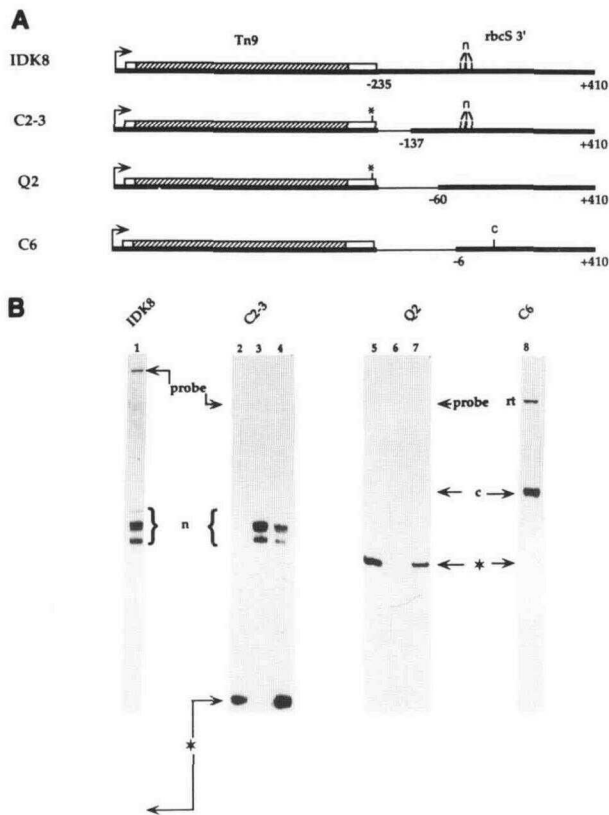 A
Tn9 n rbcS 3'
IDK8
-235 +410
* n
C2-3
-137 +410
*
Q2
-60 +410
c
C6
-6 +410
B
IDK8 C2-3 Q2 C6
1 2 3 4 5 6 7 8
probe probe rt
c
} n {
*
*